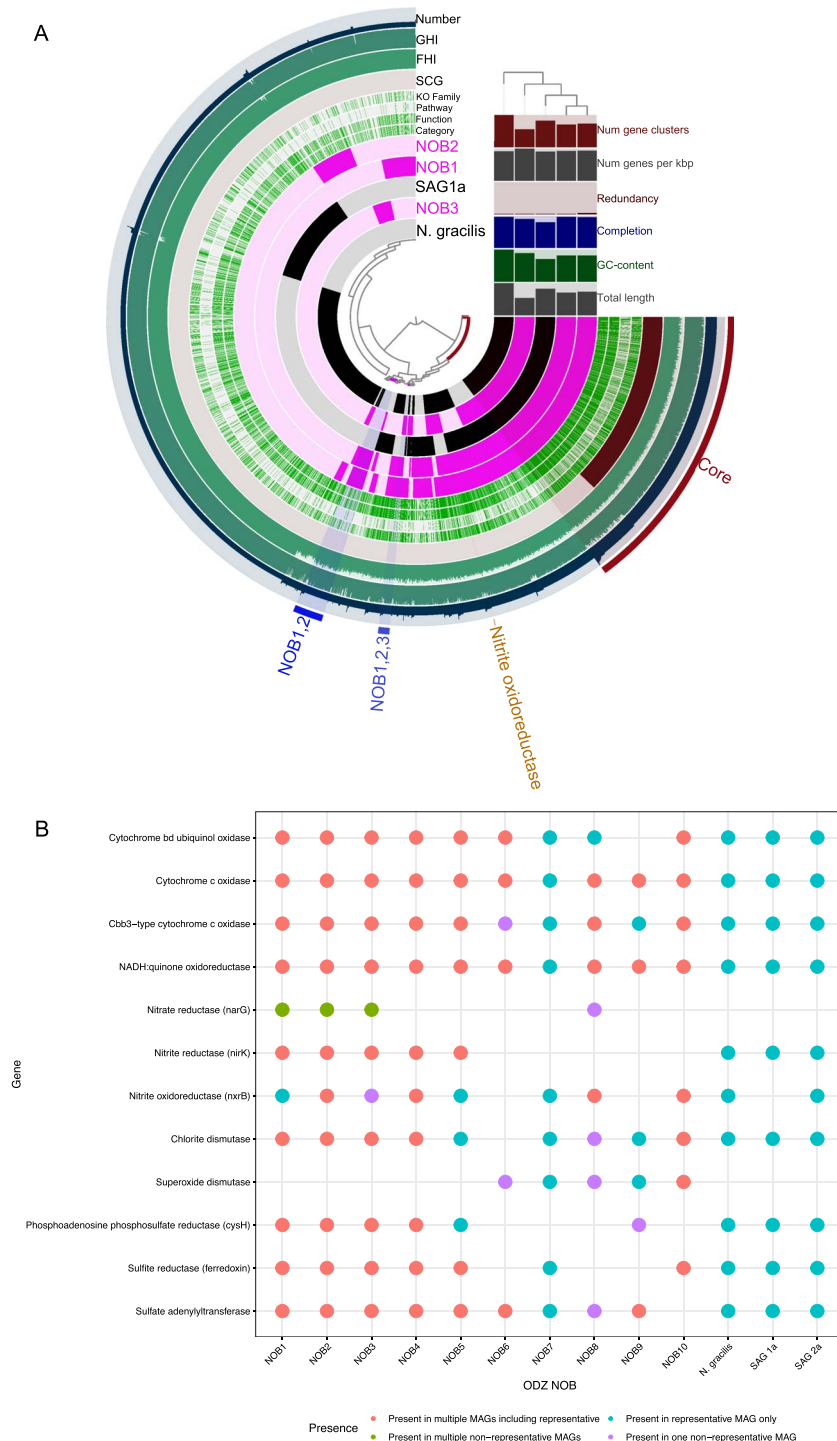 A
Number
GHI
FHI
SCG
KO Family
Pathway
Function
Category
NOB2
NOB1
SAG1a
NOB3
N. gracilis
Num gene clusters
Num genes per kbp
Redundancy
Completion
GC-content
Total length
Core
NOB1,2
NOB1,2,3
Nitrite oxidoreductase
B
Gene
Cytochrome bd ubiquinol oxidase
Cytochrome c oxidase
Cbb3−type cytochrome c oxidase
NADH:quinone oxidoreductase
Nitrate reductase (narG)
Nitrite reductase (nirK)
Nitrite oxidoreductase (nxrB)
Chlorite dismutase
Superoxide dismutase
Phosphoadenosine phosphosulfate reductase (cysH)
Sulfite reductase (ferredoxin)
Sulfate adenylyltransferase
NOB1 NOB2 NOB3 NOB4 NOB5 NOB6 NOB7 NOB8 NOB9 NOB10 N. gracilis SAG 1a SAG 2a
ODZ NOB
Presence
Present in multiple MAGs including representative
Present in representative MAG only
Present in multiple non−representative MAGs
Present in one non−representative MAG